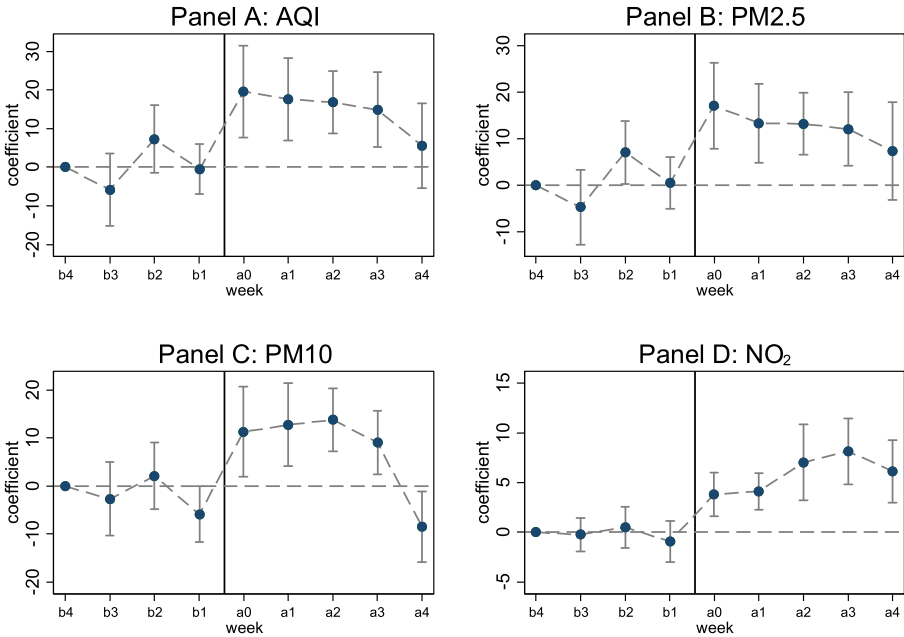 Panel A: AQI
coefficient
30
20
10
0
-10
-20
b4 b3 b2 b1 a0 a1 a2 a3 a4
week
Panel B: PM2.5
coefficient
30
20
10
0
-10
b4 b3 b2 b1 a0 a1 a2 a3 a4
week
Panel C: PM10
coefficient
20
10
0
-10
-20
b4 b3 b2 b1 a0 a1 a2 a3 a4
week
Panel D: NO₂
coefficient
15
10
5
0
-5
b4 b3 b2 b1 a0 a1 a2 a3 a4
week